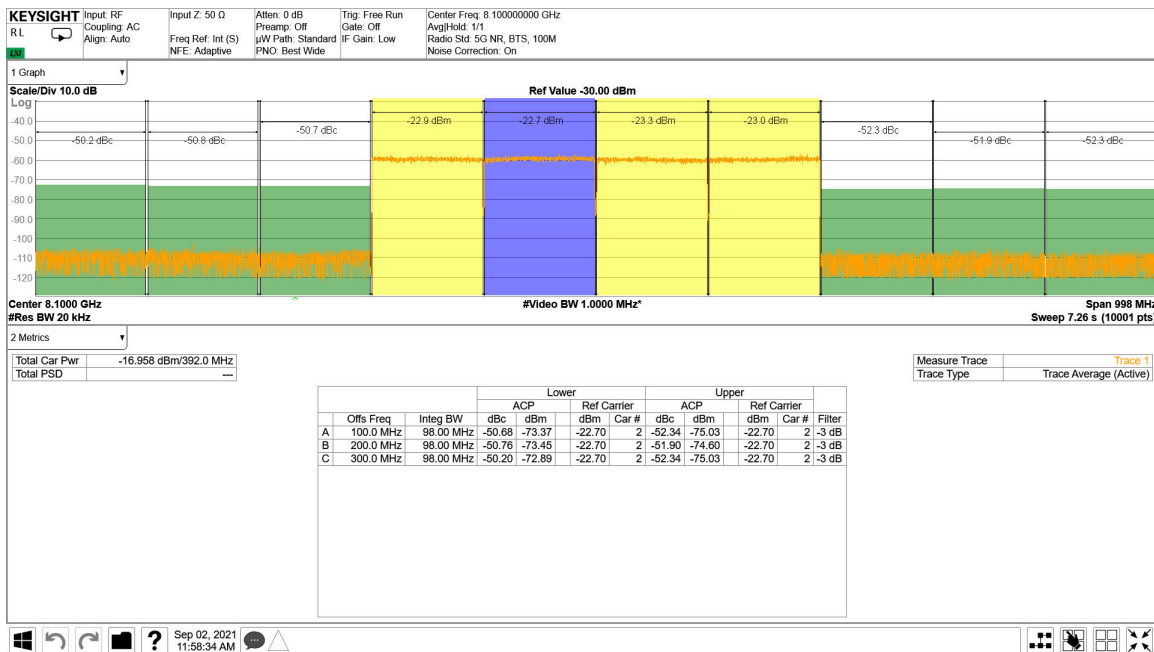 KEYSIGHT Input: RF Input Z: 50 Ω Atten: 0 dB Trig: Free Run Center Freq: 8.100000000 GHz
R L Coupling: AC Preamp: Off Gate: Off Avg|Hold: 1/1
Align: Auto Freq Ref: Int (S) µW Path: Standard IF Gain: Low Radio Std: 5G NR, BTS, 100M
LXI NFE: Adaptive PNO: Best Wide Noise Correction: On
1 Graph
Scale/Div 10.0 dB Ref Value -30.00 dBm
Log
-40.0 -22.9 dBm -22.7 dBm -23.3 dBm -23.0 dBm
-50.7 dBc -52.3 dBc
-50.0 -50.2 dBc -50.8 dBc -51.9 dBc -52.3 dBc
-60.0
-70.0
-80.0
-90.0
-100
-110
-120
Center 8.1000 GHz #Video BW 1.0000 MHz* Span 998 MHz
#Res BW 20 kHz Sweep 7.26 s (10001 pts)
2 Metrics
Total Car Pwr -16.958 dBm/392.0 MHz Measure Trace Trace 1
Total PSD --- Trace Type Trace Average (Active)
Lower Upper
ACP Ref Carrier ACP Ref Carrier
Offs Freq Integ BW dBc dBm dBm Car # dBc dBm dBm Car # Filter
A 100.0 MHz 98.00 MHz -50.68 -73.37 -22.70 2 -52.34 -75.03 -22.70 2 -3 dB
B 200.0 MHz 98.00 MHz -50.76 -73.45 -22.70 2 -51.90 -74.60 -22.70 2 -3 dB
C 300.0 MHz 98.00 MHz -50.20 -72.89 -22.70 2 -52.34 -75.03 -22.70 2 -3 dB
? Sep 02, 2021
11:58:34 AM